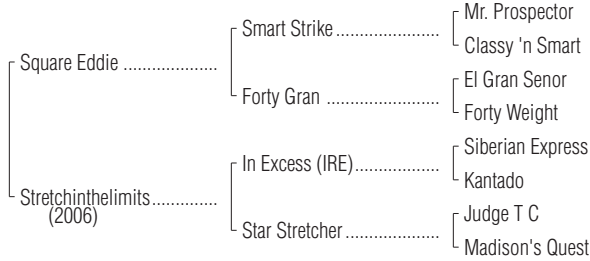 Mr. Prospector
Smart Strike
Classy 'n Smart
Square Eddie
El Gran Senor
Forty Gran
Forty Weight
Siberian Express
In Excess (IRE)
Kantado
Stretchinthelimits
(2006)
Judge T C
Star Stretcher
Madison's Quest